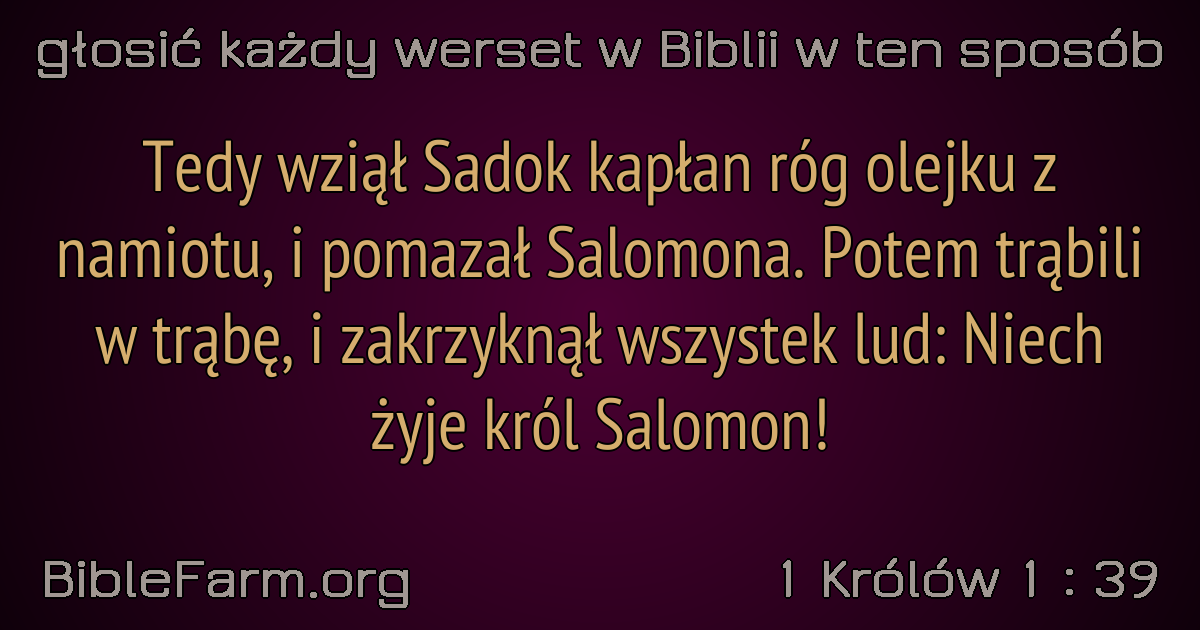 głosić każdy werset w Biblii w ten sposób
Tedy wziął Sadok kapłan róg olejku z
namiotu, i pomazał Salomona. Potem trąbili
w trąbę, i zakrzyknął wszystek lud: Niech
żyje król Salomon!
BibleFarm.org
1 Królów 1 : 39